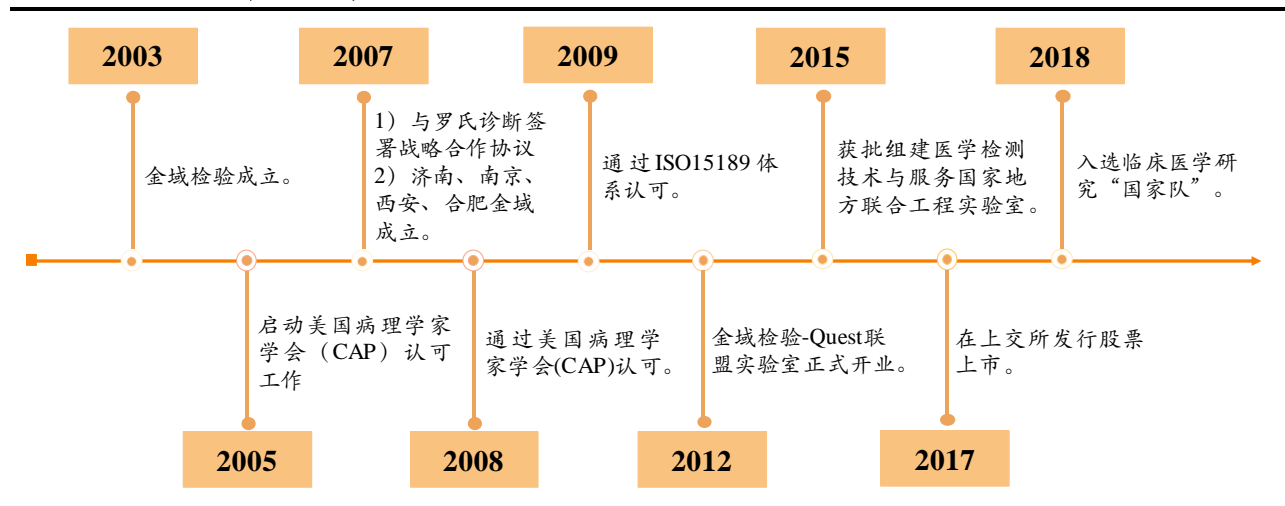 2003
金域检验成立。
2007
1）与罗氏诊断签
署战略合作协议
2）济南、南京、
西安、合肥金域
成立。
2009
通过ISO15189体
系认可。
2015
获批组建医学检测
技术与服务国家地
方联合工程实验室。
2018
入选临床医学研
究“国家队”。
启动美国病理学家
学会（CAP）认可
工作
2005
通过美国病理学
家学会(CAP)认可。
2008
金域检验-Quest联
盟实验室正式开业。
2012
在上交所发行股票
上市。
2017